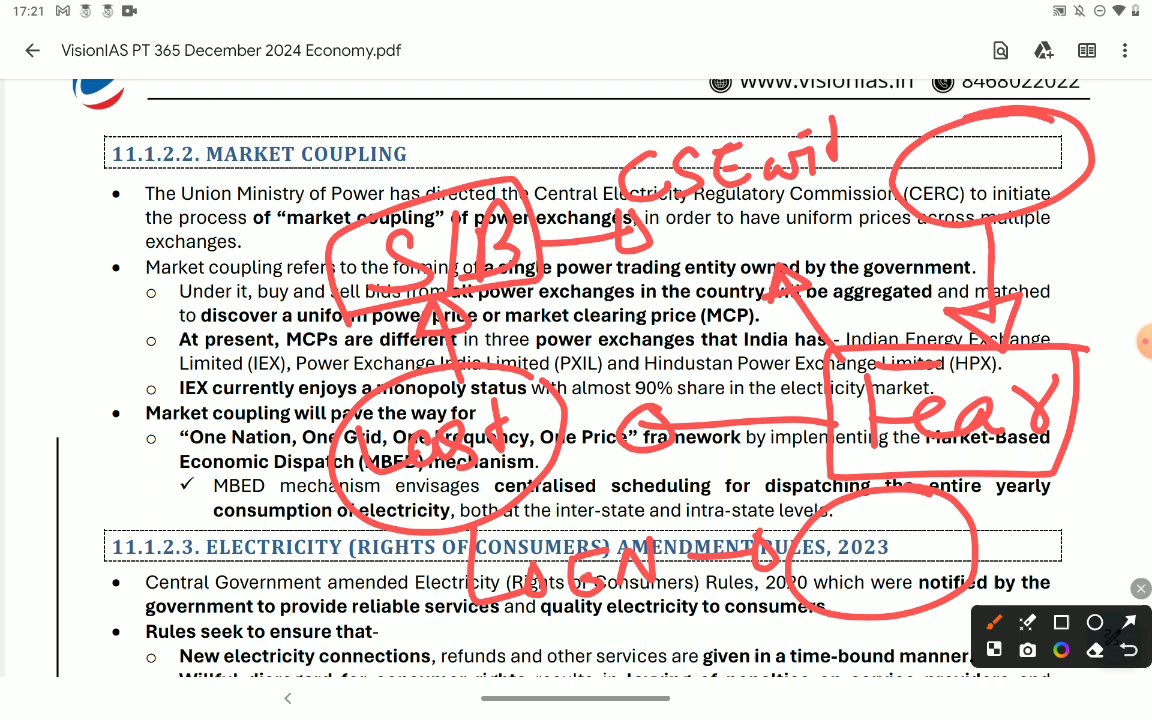 17:21
VisionIAS PT 365 December 2024 Economy.pdf
www.visionias.in 8468022022
11.1.2.2. MARKET COUPLING
• The Union Ministry of Power has directed the Central Electricity Regulatory Commission (CERC) to initiate
the process of “market coupling” of power exchanges, in order to have uniform prices across multiple
exchanges.
• Market coupling refers to the forming of a single power trading entity owned by the government.
o Under it, buy and sell bids from all power exchanges in the country will be aggregated and matched
to discover a uniform power price or market clearing price (MCP).
o At present, MCPs are different in three power exchanges that India has - Indian Energy Exchange
Limited (IEX), Power Exchange India Limited (PXIL) and Hindustan Power Exchange Limited (HPX).
o IEX currently enjoys a monopoly status with almost 90% share in the electricity market.
• Market coupling will pave the way for
o “One Nation, One Grid, One Frequency, One Price” framework by implementing the Market-Based
Economic Dispatch (MBED) mechanism.
✓ MBED mechanism envisages centralised scheduling for dispatching the entire yearly
consumption of electricity, both at the inter-state and intra-state levels.
11.1.2.3. ELECTRICITY (RIGHTS OF CONSUMERS) AMENDMENT RULES, 2023
• Central Government amended Electricity (Rights of Consumers) Rules, 2020 which were notified by the
government to provide reliable services and quality electricity to consumers.
• Rules seek to ensure that-
o New electricity connections, refunds and other services are given in a time-bound manner.
S/B
Cost
GEN